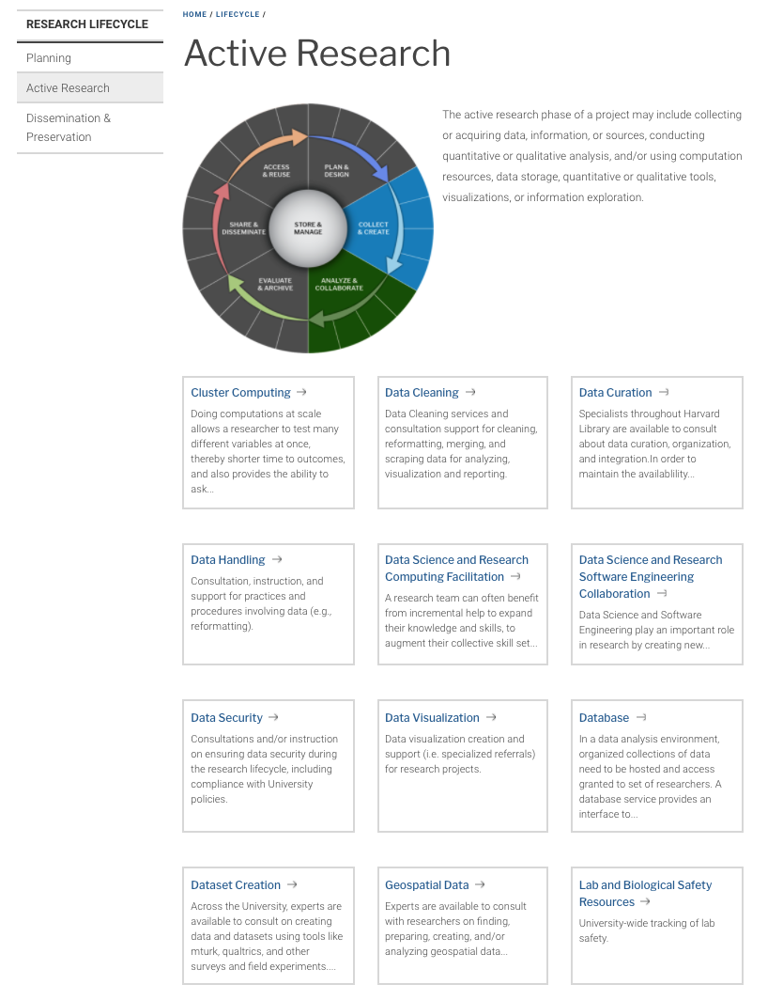 RESEARCH LIFECYCLE
Planning
Active Research
Dissemination &
Preservation
HOME / LIFECYCLE /
Active Research
ACCESS
& REUSE
PLAN &
DESIGN
SHARE &
DISSEMINATE
STORE &
MANAGE
COLLECT
& CREATE
EVALUATE
& ARCHIVE
ANALYZE &
COLLABORATE
The active research phase of a project may include collecting
or acquiring data, information, or sources, conducting
quantitative or qualitative analysis, and/or using computation
resources, data storage, quantitative or qualitative tools,
visualizations, or information exploration.
Cluster Computing →
Doing computations at scale
allows a researcher to test many
different variables at once,
thereby shorter time to outcomes,
and also provides the ability to
ask...
Data Cleaning →
Data Cleaning services and
consultation support for cleaning,
reformatting, merging, and
scraping data for analyzing,
visualization and reporting.
Data Curation →
Specialists throughout Harvard
Library are available to consult
about data curation, organization,
and integration.In order to
maintain the availablility...
Data Handling →
Consultation, instruction, and
support for practices and
procedures involving data (e.g.,
reformatting).
Data Science and Research
Computing Facilitation →
A research team can often benefit
from incremental help to expand
their knowledge and skills, to
augment their collective skill set...
Data Science and Research
Software Engineering
Collaboration →
Data Science and Software
Engineering play an important role
in research by creating new...
Data Security →
Consultations and/or instruction
on ensuring data security during
the research lifecycle, including
compliance with University
policies.
Data Visualization →
Data visualization creation and
support (i.e. specialized referrals)
for research projects.
Database →
In a data analysis environment,
organized collections of data
need to be hosted and access
granted to set of researchers. A
database service provides an
interface to...
Dataset Creation →
Across the University, experts are
available to consult on creating
data and datasets using tools like
mturk, qualtrics, and other
surveys and field experiments....
Geospatial Data →
Experts are available to consult
with researchers on finding,
preparing, creating, and/or
analyzing geospatial data...
Lab and Biological Safety
Resources →
University-wide tracking of lab
safety.